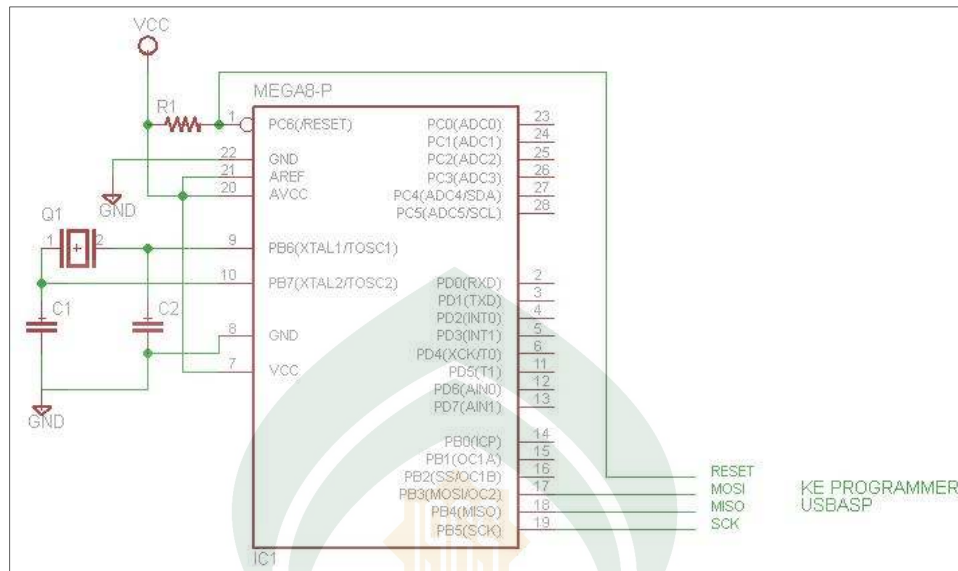 VCC
MEGA8-P
R1
1
PC6(/RESET)
22
GND
21
AREF
20
AVCC
GND
Q1
1
2
9
PB6(XTAL1/TOSC1)
10
PB7(XTAL2/TOSC2)
C1
C2
8
GND
7
VCC
GND
PC0(ADC0)
23
PC1(ADC1)
24
PC2(ADC2)
25
PC3(ADC3)
26
PC4(ADC4/SDA)
27
PC5(ADC5/SCL)
28
PD0(RXD)
2
PD1(TXD)
3
PD2(INT0)
4
PD3(INT1)
5
PD4(XCK/T0)
6
PD5(T1)
11
PD6(AIN0)
12
PD7(AIN1)
13
PB0(ICP)
14
PB1(OC1A)
15
PB2(SS/OC1B)
16
PB3(MOSI/OC2)
17
PB4(MISO)
18
PB5(SCK)
19
IC1
RESET
MOSI
MISO
SCK
KE PROGRAMMER
USBASP